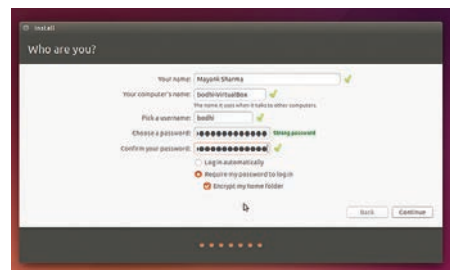 Install
Who are you?
Your name: Mayank Sharma
Your computer's name: bodhi-VirtualBox
The name it uses when it talks to other computers.
Pick a username: bodhi
Choose a password: ●●●●●●●●●●●●● Strong password
Confirm your password: ●●●●●●●●●●●●●
Log in automatically
Require my password to log in
Encrypt my home folder
Back Continue